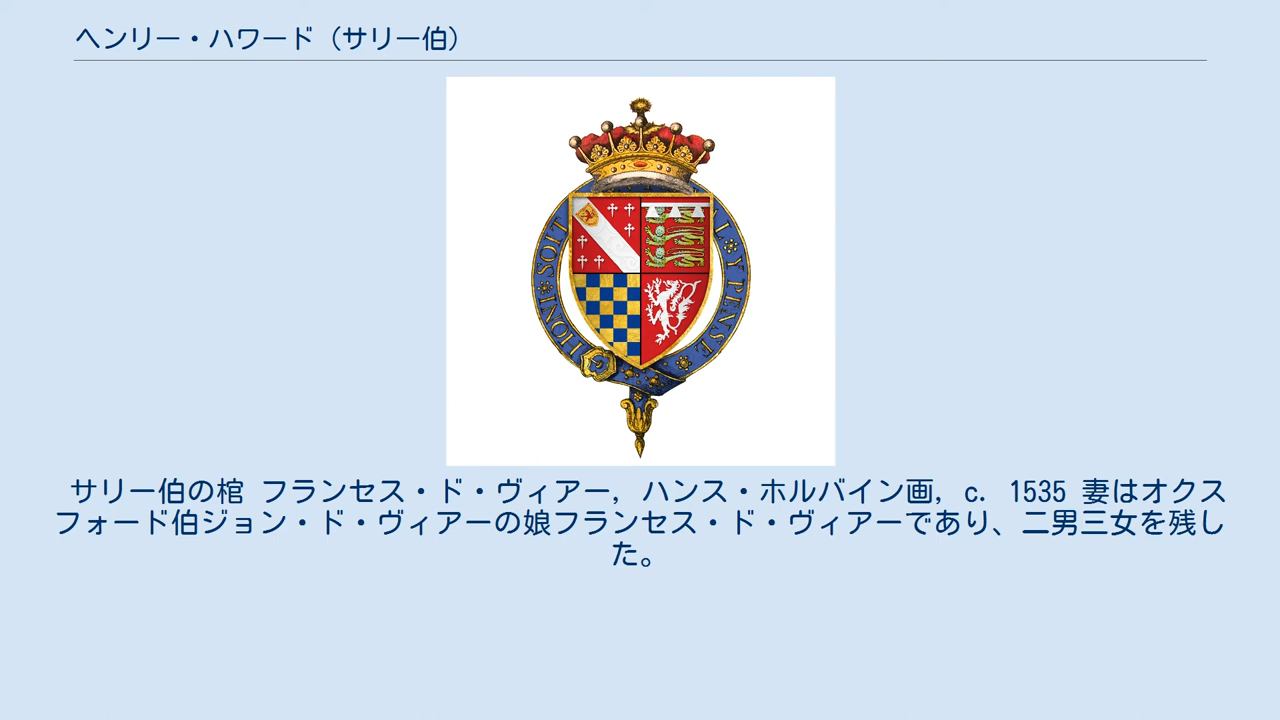 ヘンリー・ハワード（サリー伯）
HONI SOIT
L Y PENSE
サリー伯の棺 フランセス・ド・ヴィアー, ハンス・ホルバイン画, c. 1535 妻はオクス
フォード伯ジョン・ド・ヴィアーの娘フランセス・ド・ヴィアーであり、二男三女を残し
た。